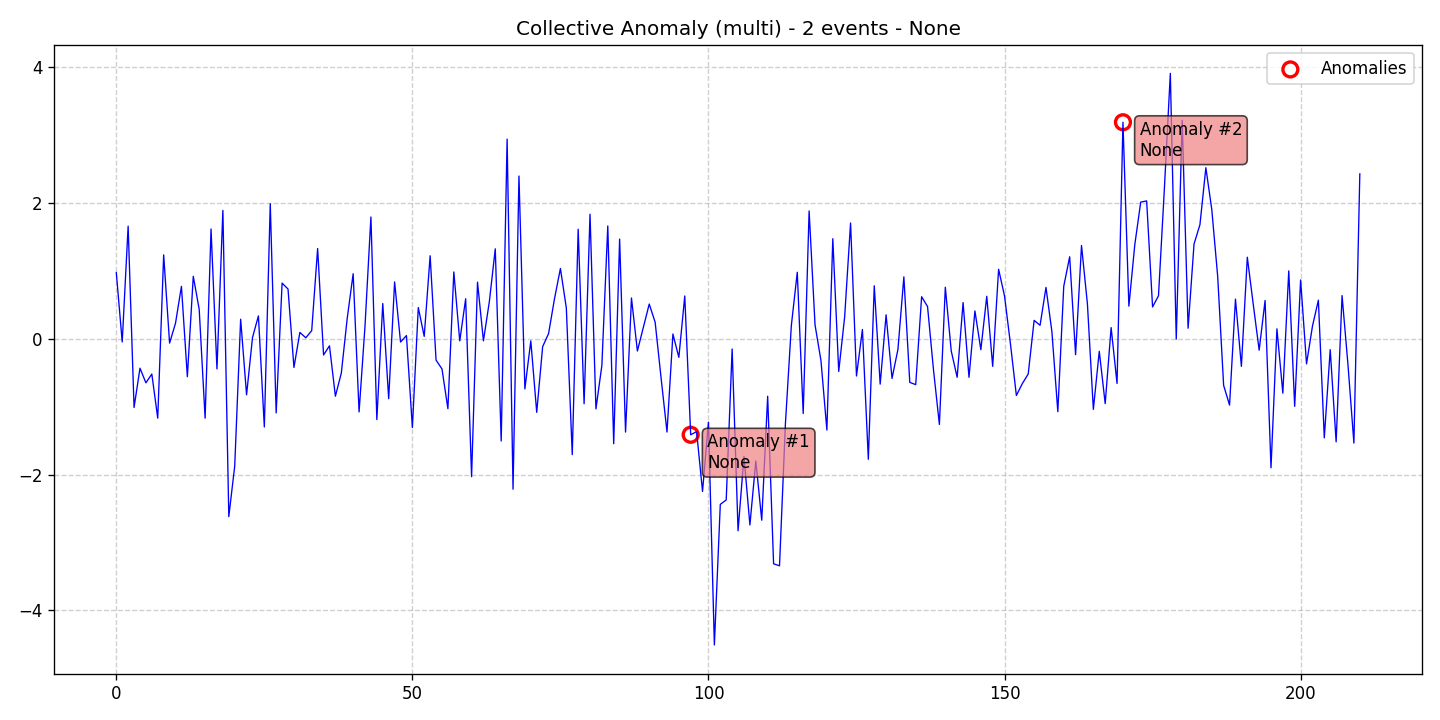 Collective Anomaly (multi) - 2 events - None
Anomalies
4
2
0
−2
−4
Anomaly #2
None
Anomaly #1
None
0
50
100
150
200